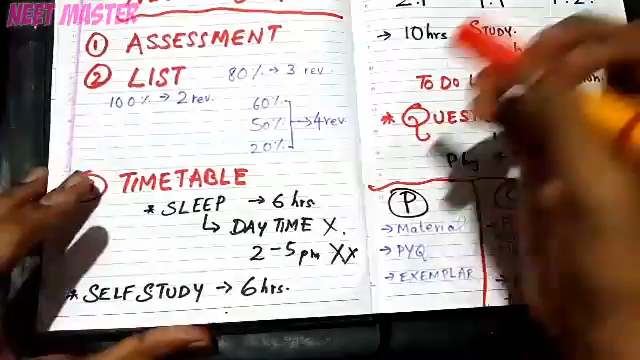 NEET MASTER
① ASSESSMENT
② LIST 80% → 3 rev.
100% → 2 rev.
60%
50% → 4 rev.
20%
TIMETABLE
* SLEEP → 6 hrs.
↳ DAY TIME X.
2-5 pm XX
* SELF STUDY → 6 hrs.
→ 10 hrs STUDY.
TO DO
*
Phy
P
→ Material
→ PYQ
→ EXEMPLAR